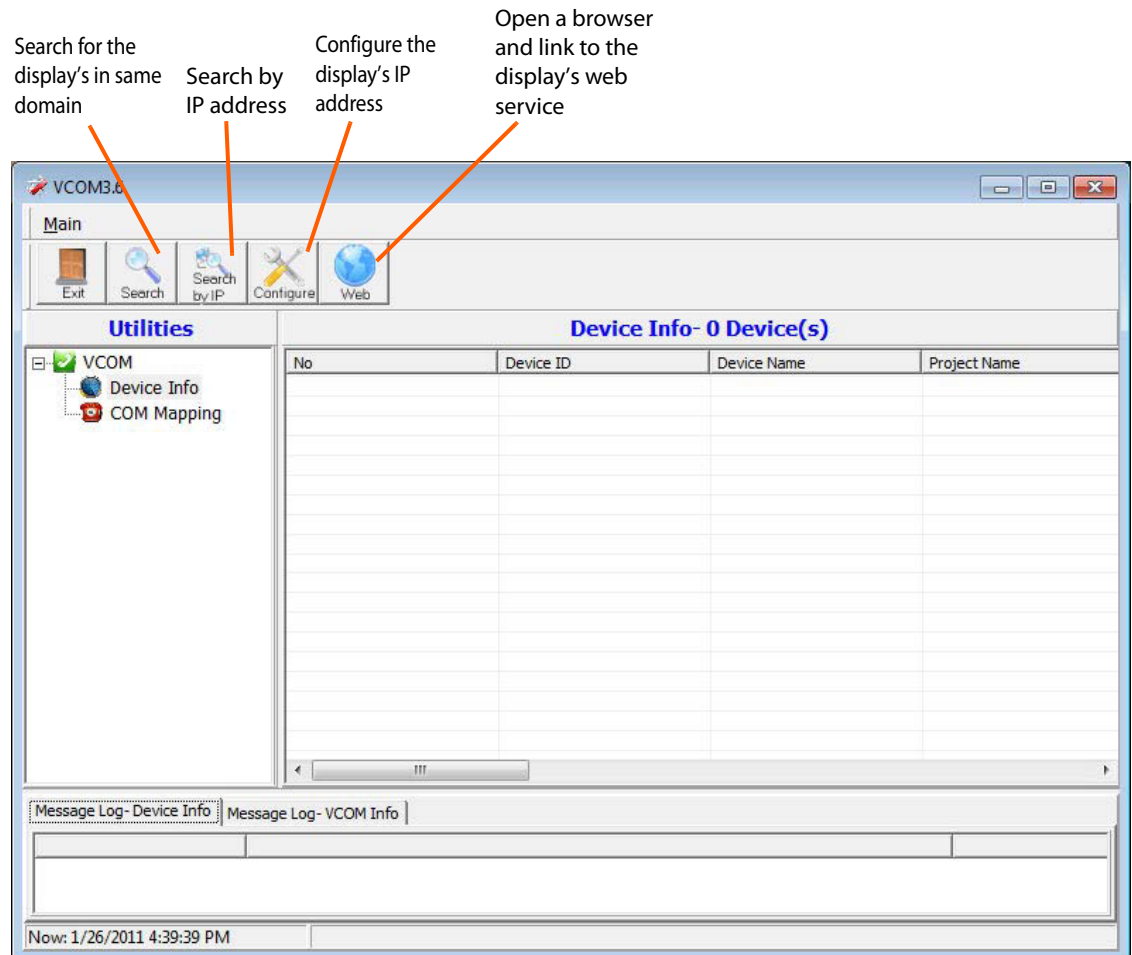 Search for the
display's in same
domain
Search by
IP address
Configure the
display's IP
address
Open a browser
and link to the
display's web
service
VCOM3.6
Main
Exit
Search
Search
by IP
Configure
Web
Utilities
Device Info- 0 Device(s)
VCOM
Device Info
COM Mapping
No
Device ID
Device Name
Project Name
Message Log- Device Info
Message Log- VCOM Info
Now: 1/26/2011 4:39:39 PM